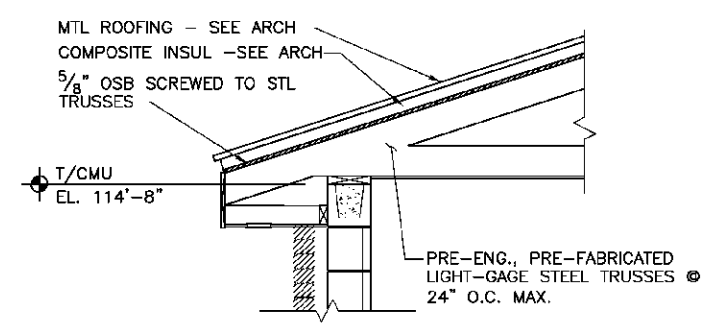 MTL ROOFING - SEE ARCH
COMPOSITE INSUL -SEE ARCH
5/8" OSB SCREWED TO STL
TRUSSES
T/CMU
EL. 114'-8"
PRE-ENG., PRE-FABRICATED
LIGHT-GAGE STEEL TRUSSES @
24" O.C. MAX.